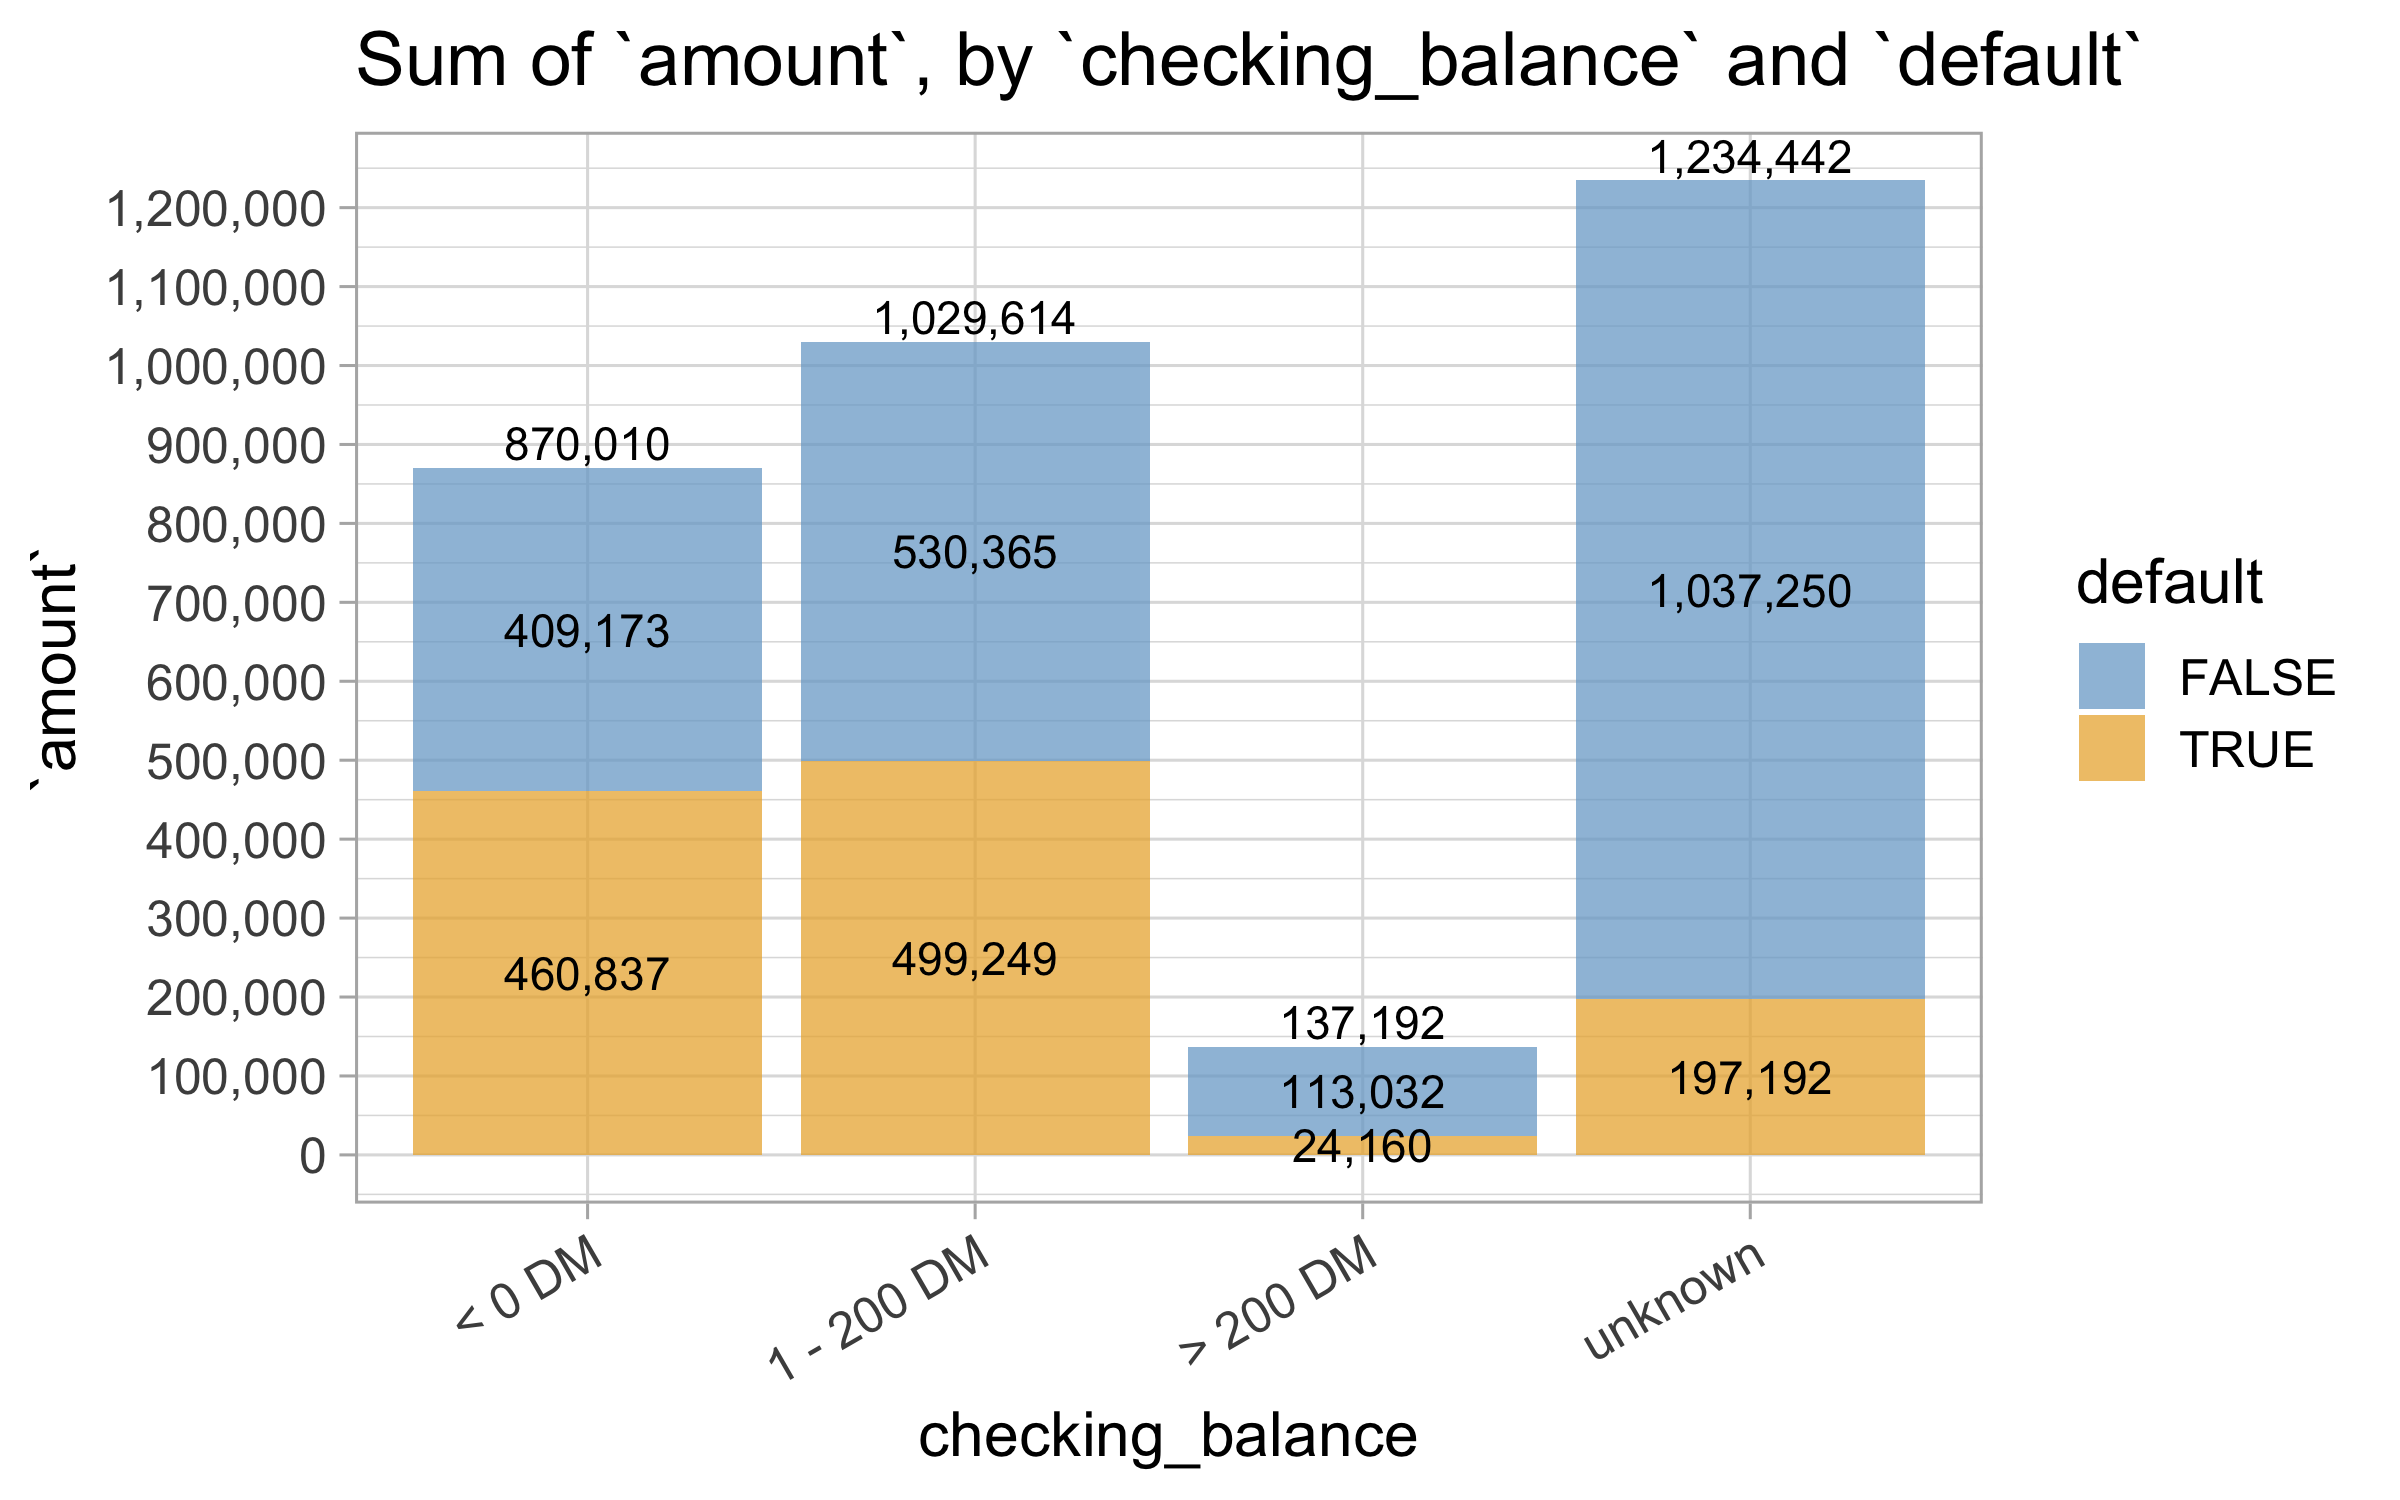 Sum of `amount`, by `checking_balance` and `default`
`amount`
1,200,000
1,100,000
1,000,000
900,000
800,000
700,000
600,000
500,000
400,000
300,000
200,000
100,000
0
870,010
409,173
460,837
1,029,614
530,365
499,249
137,192
113,032
24,160
1,234,442
1,037,250
197,192
< 0 DM
1 - 200 DM
> 200 DM
unknown
checking_balance
default
FALSE
TRUE